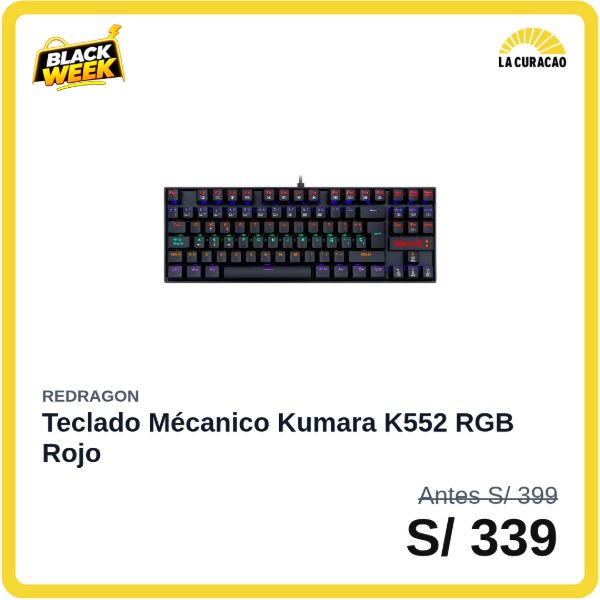 BLACK
WEEK
LA CURACAO
REDRAGON
Teclado Mécanico Kumara K552 RGB
Rojo
Antes S/ 399
S/ 339